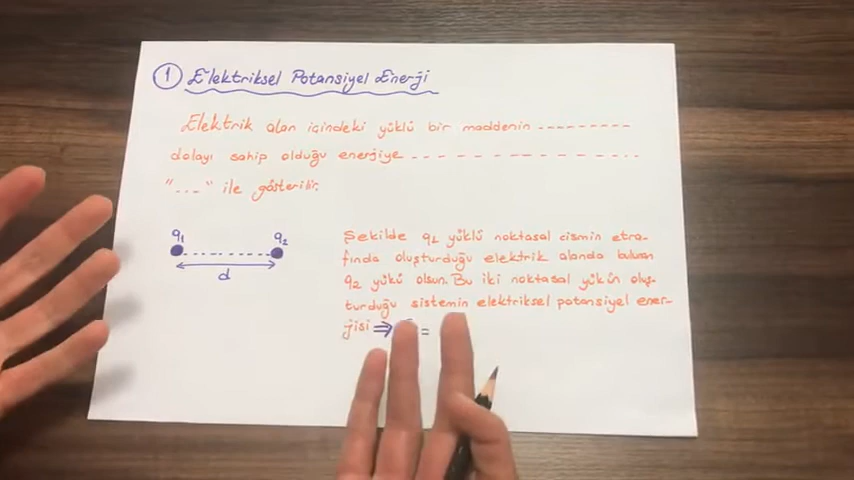 1 Elektriksel Potansiyel Enerji
Elektrik alan içindeki yüklü bir maddenin ----------
dolayı sahip olduğu enerjiye ---------------
"..." ile gösterilir.
q1 q2
d
Şekilde q1 yüklü noktasal cismin etra-
fında oluşturduğu elektrik alanda bulunan
q2 yükü olsun. Bu iki noktasal yükün oluş-
turduğu sistemin elektriksel potansiyel ener-
jisi ⇒ =